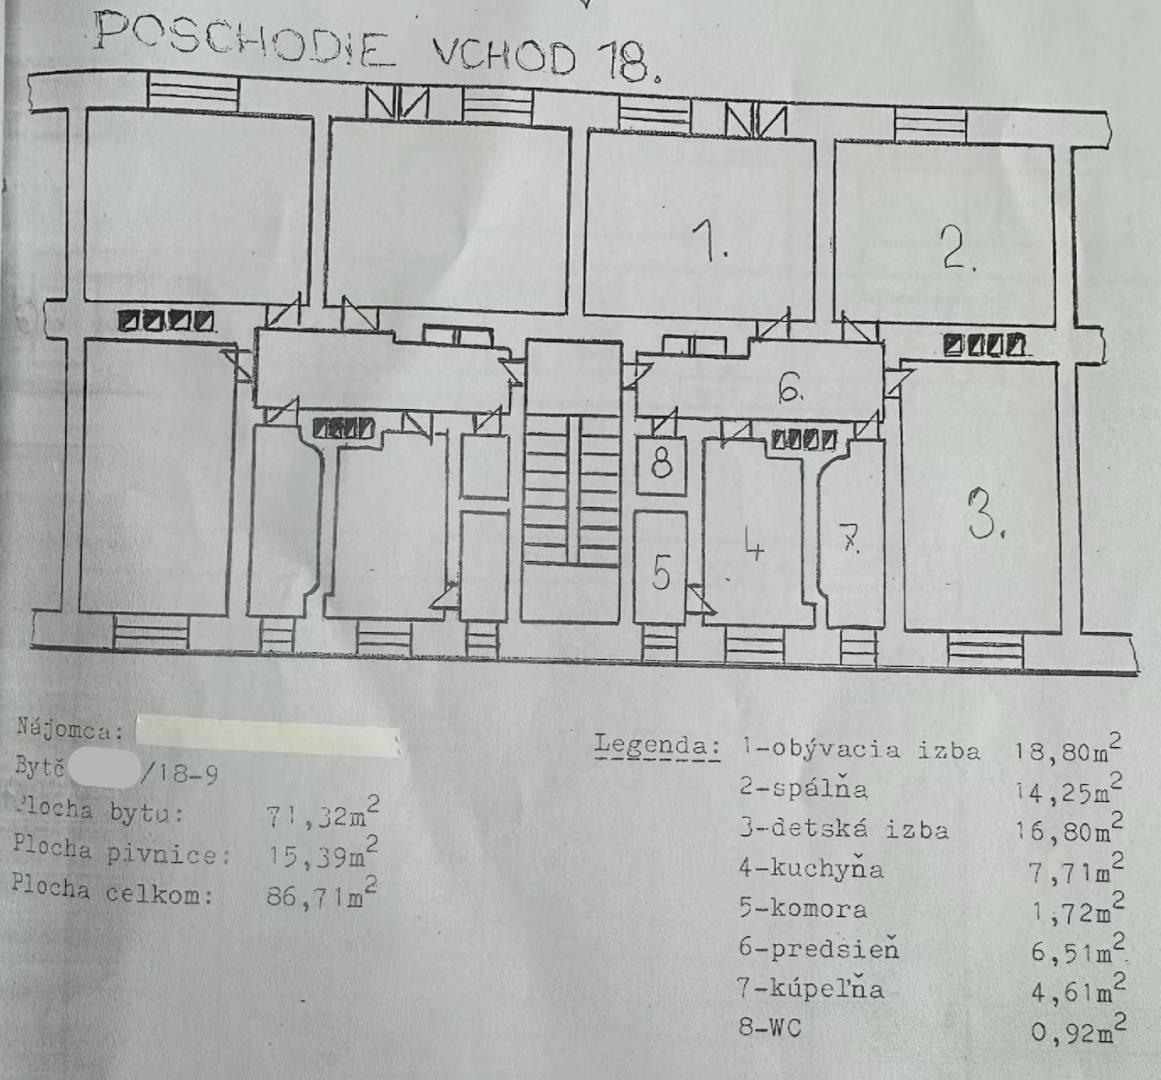 POSCHODIE VCHOD 18.
1.
2.
6.
8
3.
4
7.
5
Nájomca:
Bytč /18-9
Plocha bytu: 71,32m2
Plocha pivnice: 15,39m2
Plocha celkom: 86,71m2
Legenda: 1-obývacia izba 18,80m2
2-spálňa 14,25m2
3-detská izba 16,80m2
4-kuchyňa 7,71m2
5-komora 1,72m2
6-predsieň 6,51m2
7-kúpeľňa 4,61m2
8-WC 0,92m2